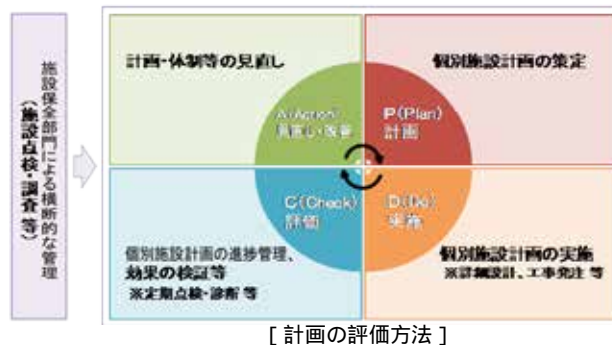 施設保全部門による横断的な管理
(施設点検・調査 等)
計画・体制等の見直し
個別施設計画の策定
A(Action)
見直し・改善
P(Plan)
計画
C(Check)
評価
D(Do)
実施
個別施設計画の進捗管理、
効果の検証等
※定期点検・診断 等
個別施設計画の実施
※詳細設計、工事発注 等
[ 計画の評価方法 ]